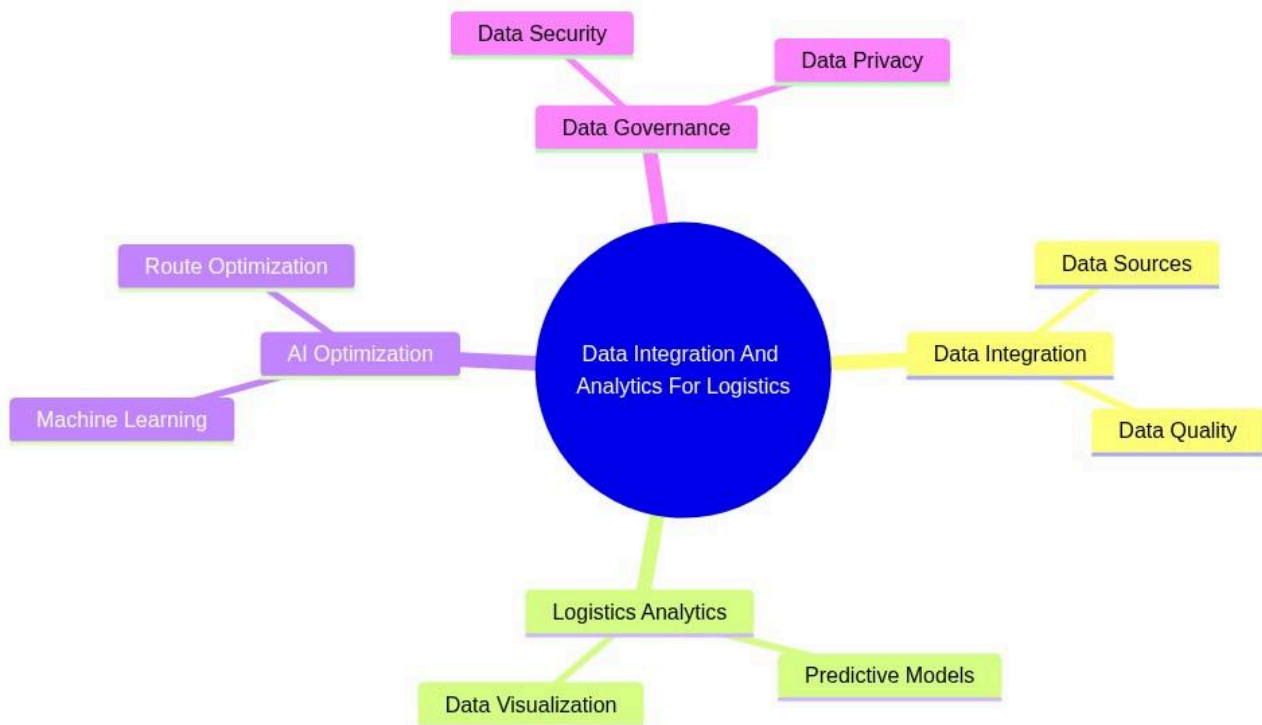 Data Security
Data Privacy
Data Governance
Data Sources
Route Optimization
AI Optimization
Data Integration And
Analytics For Logistics
Data Integration
Machine Learning
Data Quality
Logistics Analytics
Predictive Models
Data Visualization